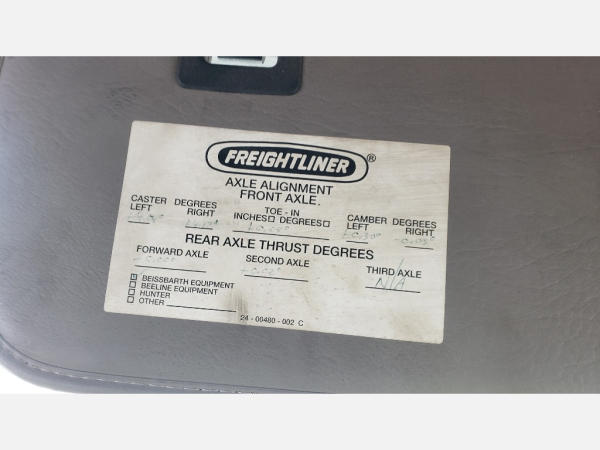 FREIGHTLINER®
AXLE ALIGNMENT
FRONT AXLE.
CASTER DEGREES
LEFT RIGHT
TOE - IN
INCHES□ DEGREES□
CAMBER DEGREES
LEFT RIGHT
REAR AXLE THRUST DEGREES
FORWARD AXLE SECOND AXLE THIRD AXLE
N/A
BEISSBARTH EQUIPMENT
□ BEELINE EQUIPMENT
□ HUNTER
□ OTHER
24 - 00480 - 002 C